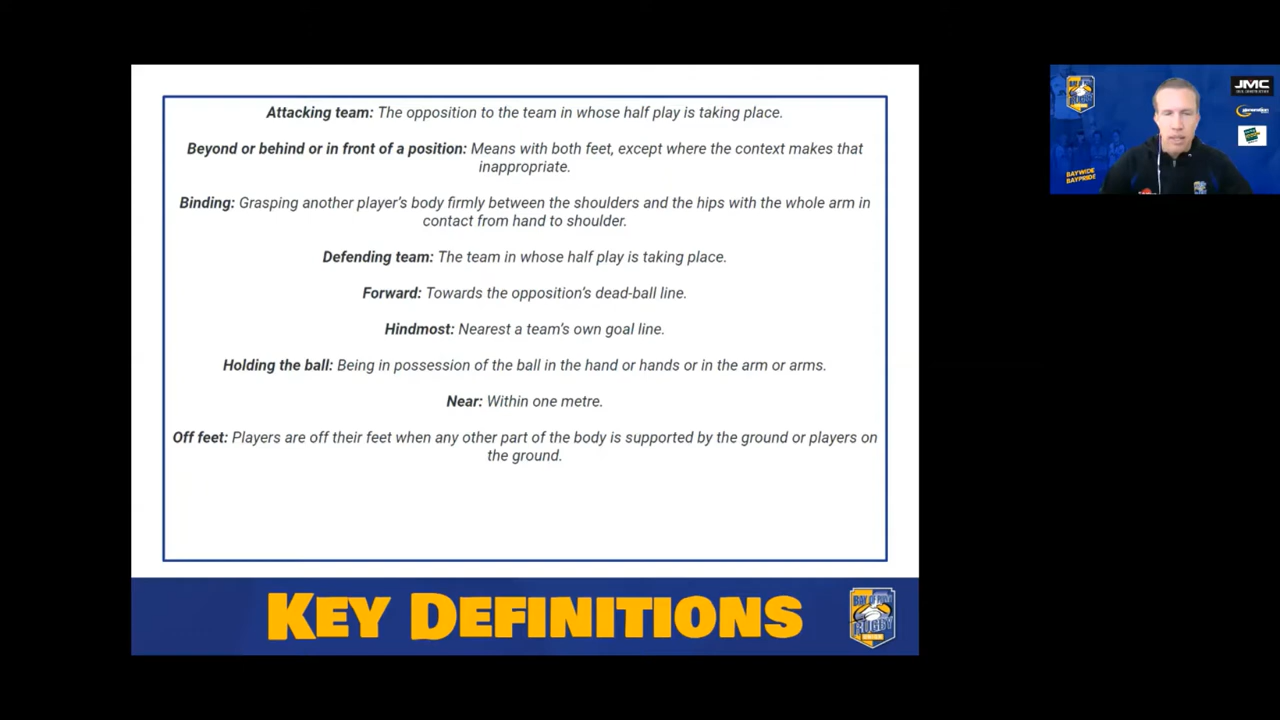 Attacking team: The opposition to the team in whose half play is taking place.
Beyond or behind or in front of a position: Means with both feet, except where the context makes that
inappropriate.
Binding: Grasping another player's body firmly between the shoulders and the hips with the whole arm in
contact from hand to shoulder.
Defending team: The team in whose half play is taking place.
Forward: Towards the opposition's dead-ball line.
Hindmost: Nearest a team's own goal line.
Holding the ball: Being in possession of the ball in the hand or hands or in the arm or arms.
Near: Within one metre.
Off feet: Players are off their feet when any other part of the body is supported by the ground or players on
the ground.
KEY DEFINITIONS
RUGBY
JMC
BAYWIDE
BAYPRIDE